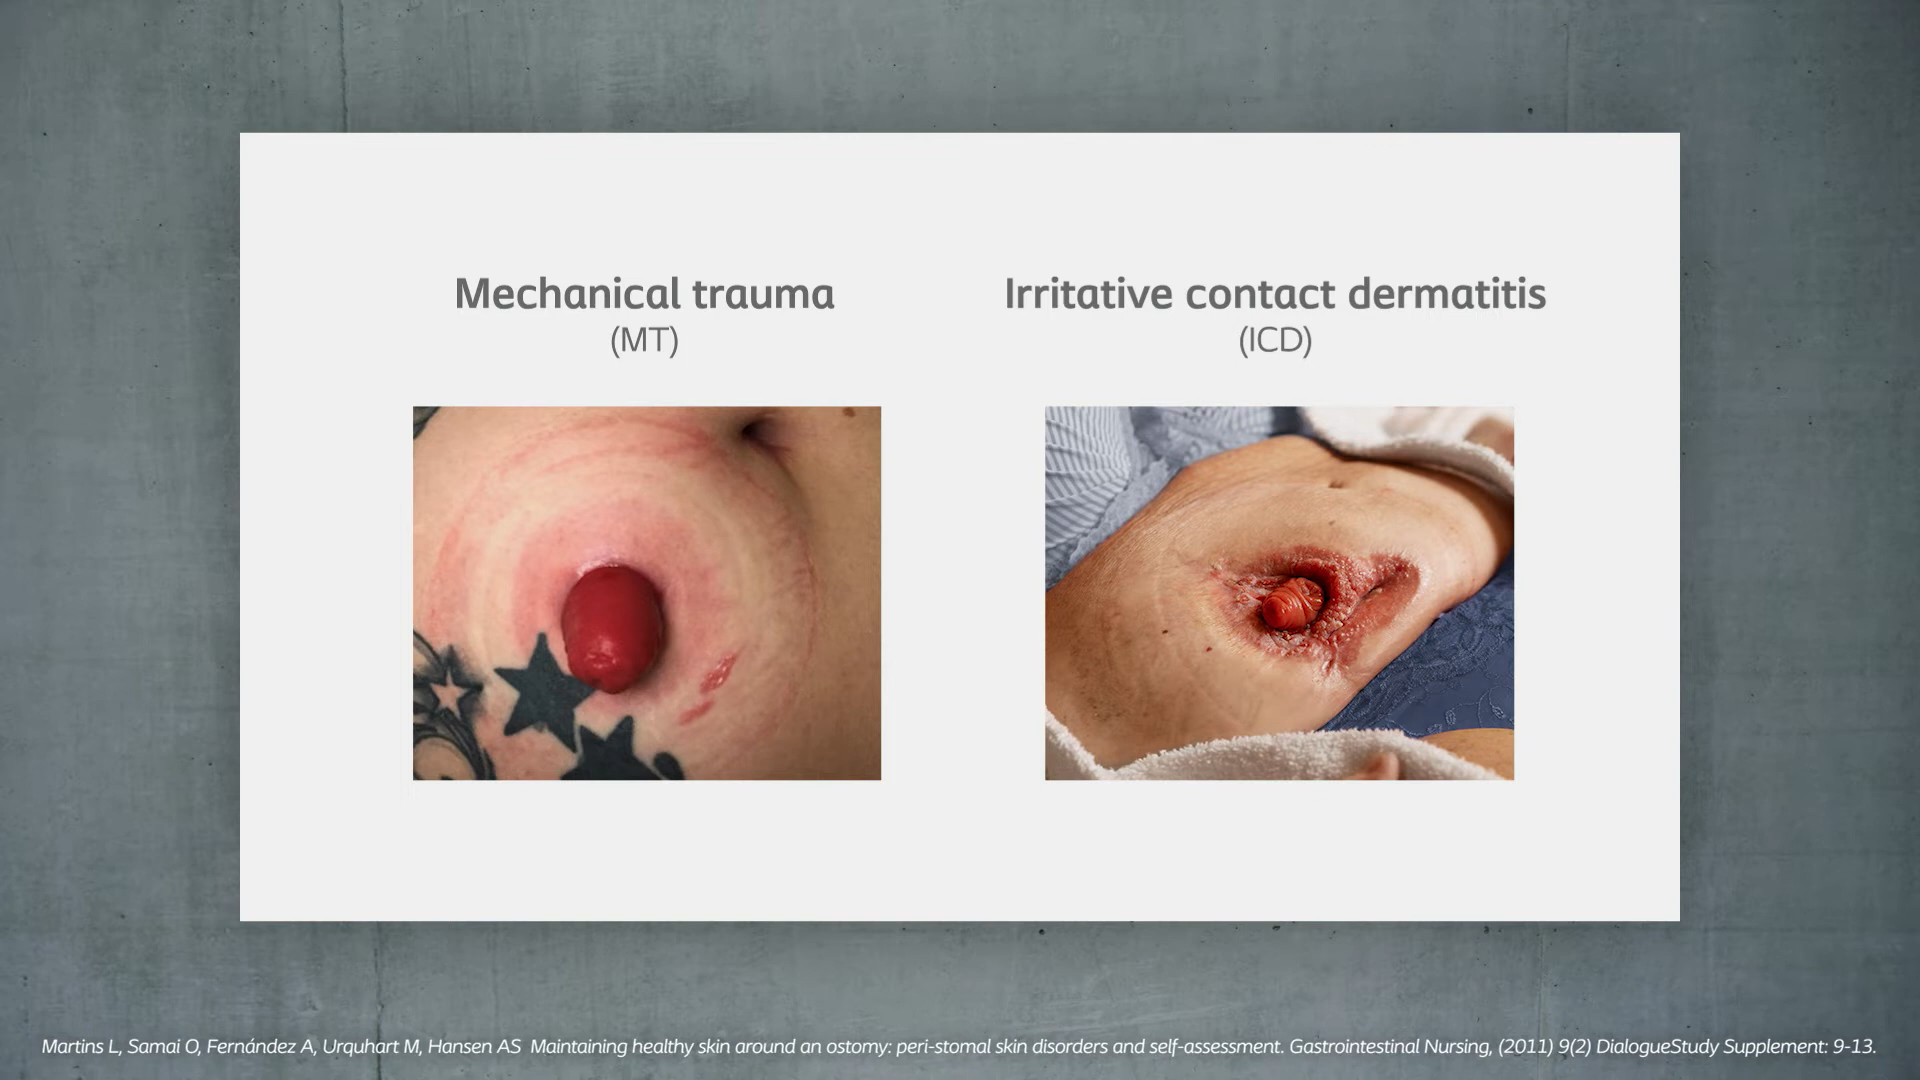 Mechanical trauma
(MT)
Irritative contact dermatitis
(ICD)
Martins L, Samai O, Fernández A, Urquhart M, Hansen AS  Maintaining healthy skin around an ostomy: peri-stomal skin disorders and self-assessment. Gastrointestinal Nursing, (2011) 9(2) DialogueStudy Supplement: 9-13.